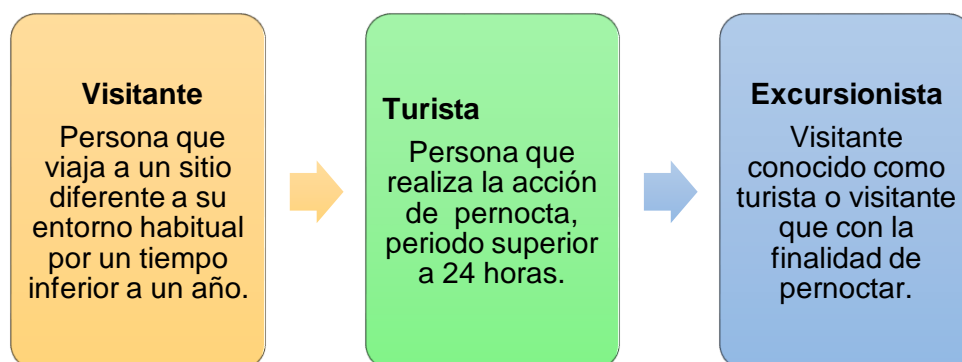 Visitante
Persona que
viaja a un sitio
diferente a su
entorno habitual
por un tiempo
inferior a un año.
Turista
Persona que
realiza la acción
de pernocta,
periodo superior
a 24 horas.
Excursionista
Visitante
conocido como
turista o visitante
que con la
finalidad de
pernoctar.